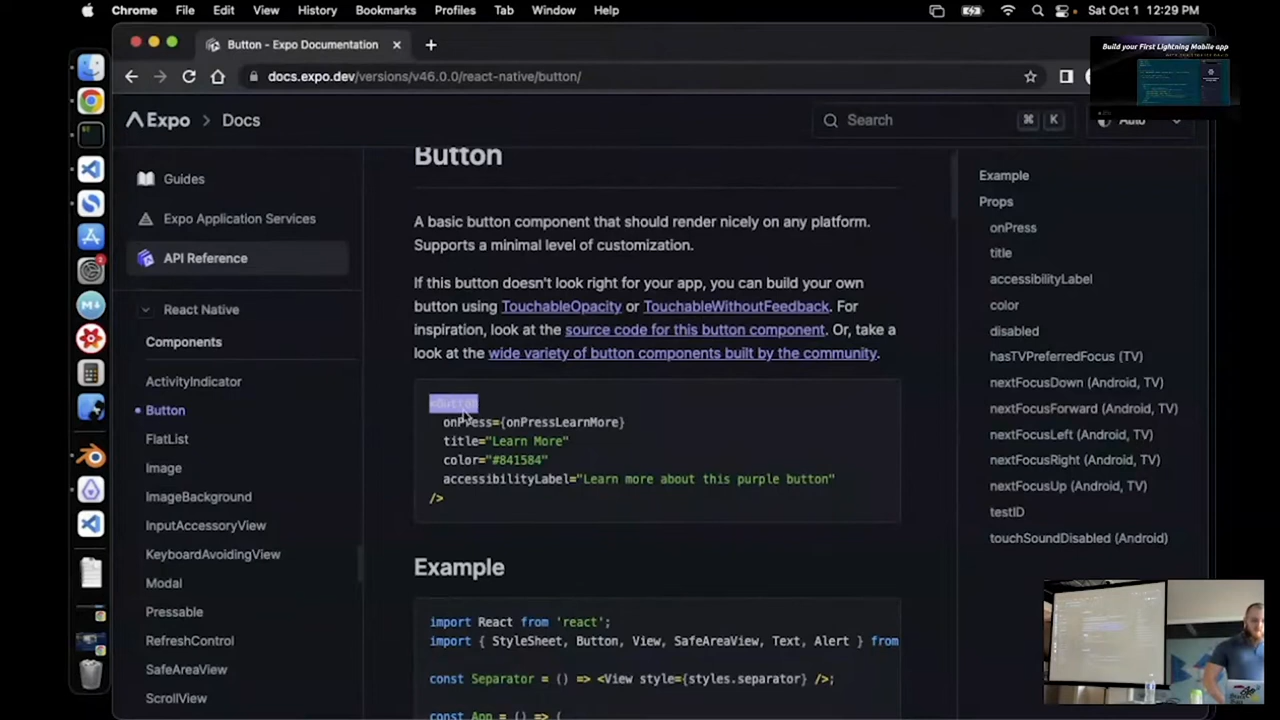 Chrome File Edit View History Bookmarks Profiles Tab Window Help Sat Oct 1 12:29 PM
Button - Expo Documentation
docs.expo.dev/versions/v46.0.0/react-native/button/
Build your First Lightning Mobile app
Expo > Docs
Search
⌘ K
Auto
Guides
Expo Application Services
API Reference
React Native
Components
ActivityIndicator
Button
FlatList
Image
ImageBackground
InputAccessoryView
KeyboardAvoidingView
Modal
Pressable
RefreshControl
SafeAreaView
ScrollView
Button
A basic button component that should render nicely on any platform.
Supports a minimal level of customization.
If this button doesn't look right for your app, you can build your own
button using TouchableOpacity or TouchableWithoutFeedback. For
inspiration, look at the source code for this button component. Or, take a
look at the wide variety of button components built by the community.
<Button
onPress={onPressLearnMore}
title="Learn More"
color="#841584"
accessibilityLabel="Learn more about this purple button"
/>
Example
import React from 'react';
import { StyleSheet, Button, View, SafeAreaView, Text, Alert } from
const Separator = () => <View style={styles.separator} />;
const App = () => (
Example
Props
onPress
title
accessibilityLabel
color
disabled
hasTVPreferredFocus (TV)
nextFocusDown (Android, TV)
nextFocusForward (Android, TV)
nextFocusLeft (Android, TV)
nextFocusRight (Android, TV)
nextFocusUp (Android, TV)
testID
touchSoundDisabled (Android)